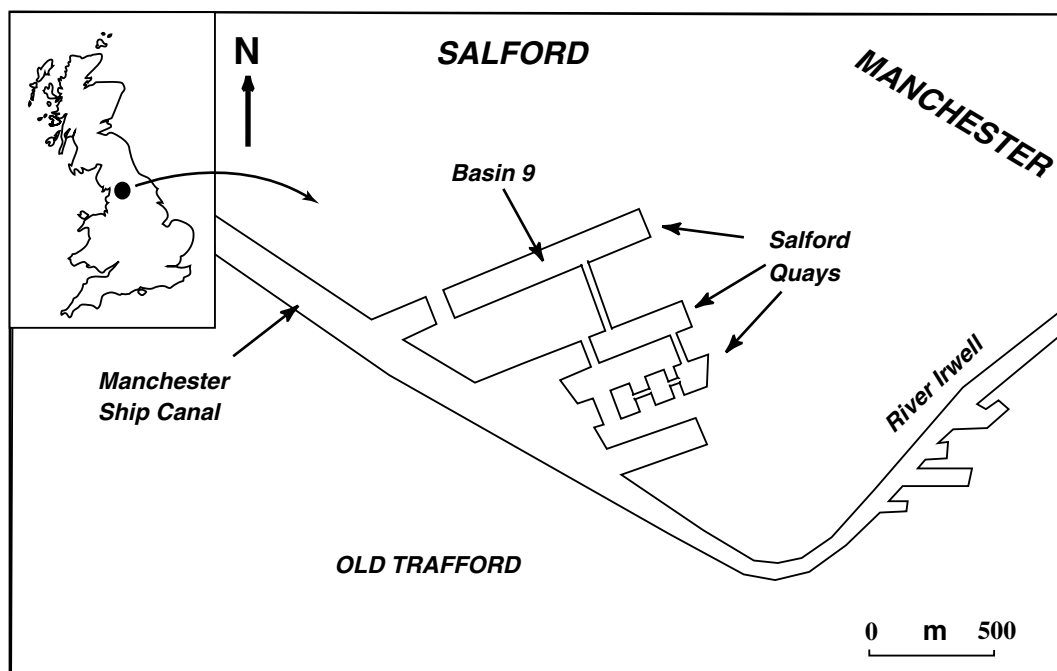 N
SALFORD
MANCHESTER
Basin 9
Salford
Quays
Manchester
Ship Canal
River Irwell
OLD TRAFFORD
0 m 500